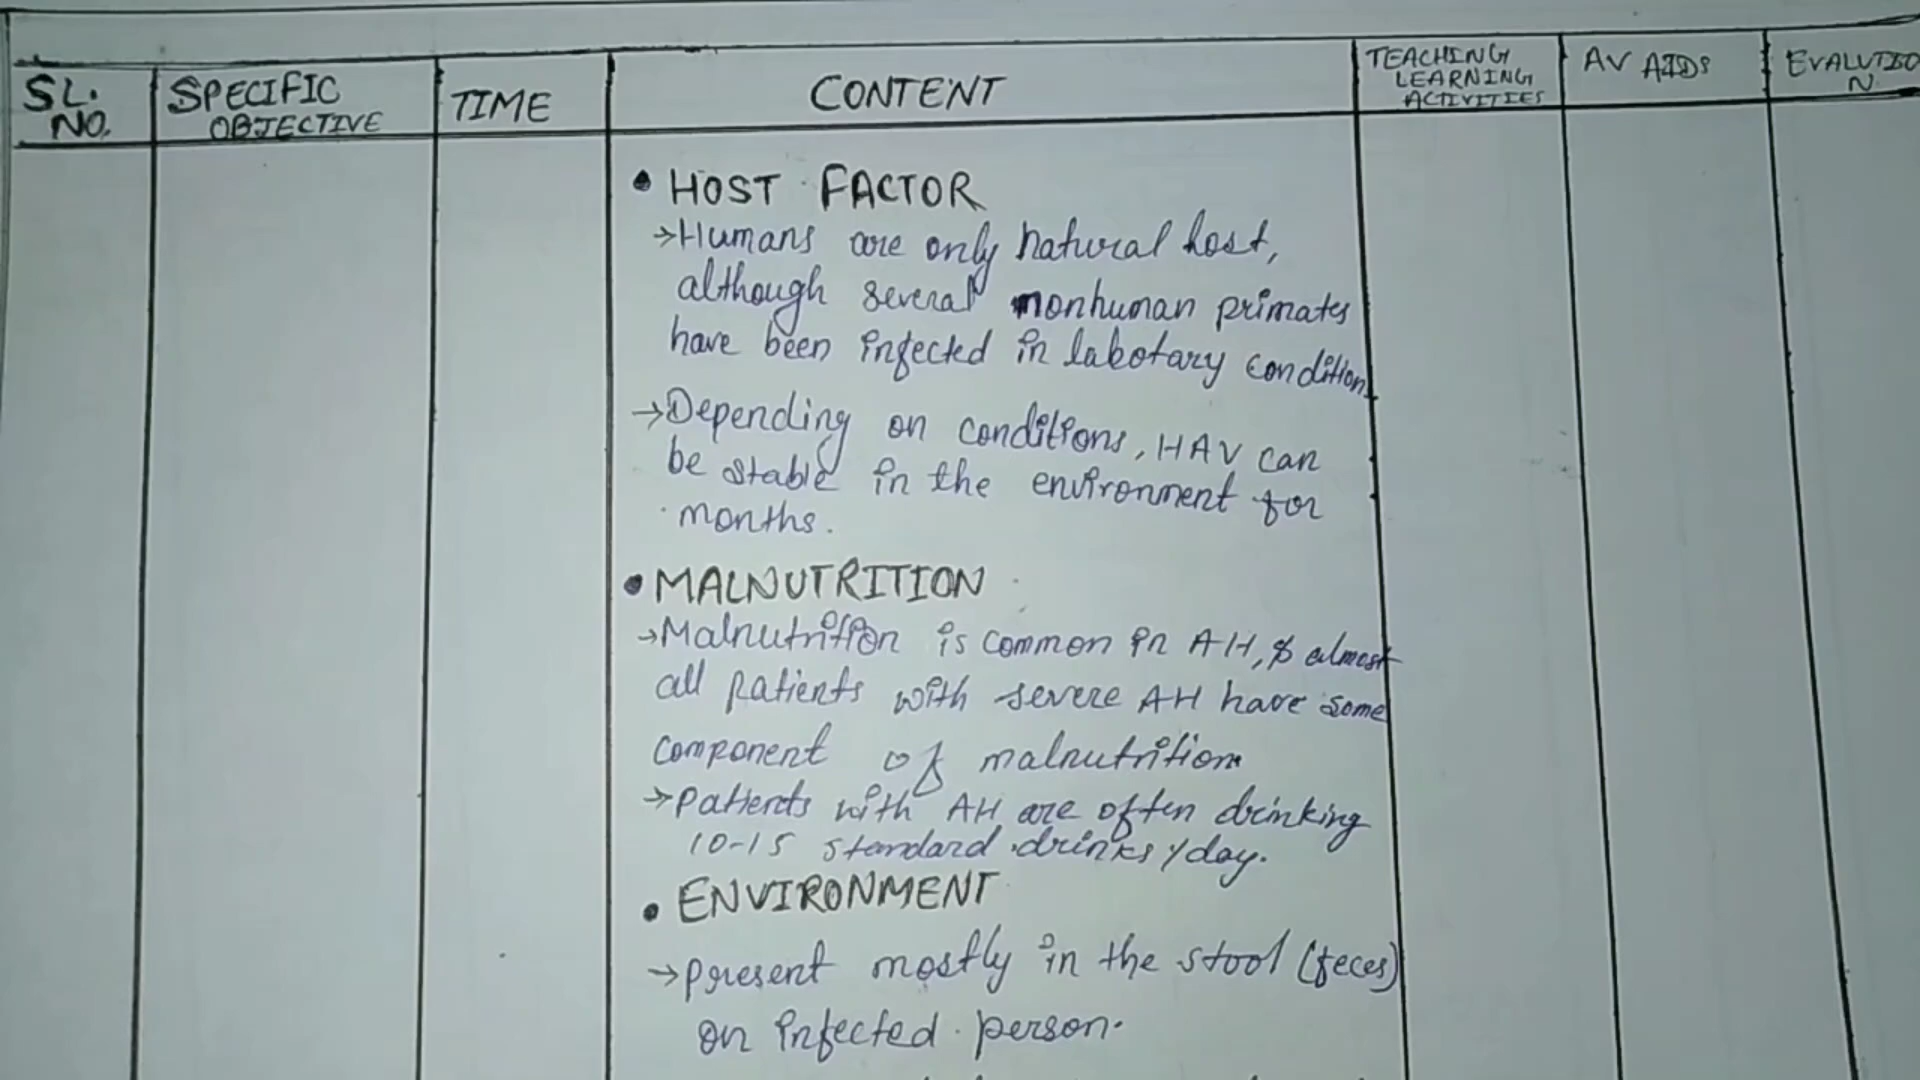 SL. NO.
SPECIFIC OBJECTIVE
TIME
CONTENT
TEACHING LEARNING ACTIVITIES
AV AIDS
EVALUTIO N.
• HOST FACTOR
→Humans are only natural host,
although several nonhuman primates
have been infected in labotary condition.
→Depending on conditions, HAV can
be stable in the environment for
months.
• MALNUTRITION
→Malnutrition is common in AH, & almost
all patients with severe AH have some
component of malnutrition.
→patients with AH are often drinking
10-15 standard drinks/day.
• ENVIRONMENT
→present mostly in the stool (feces)
on infected person.